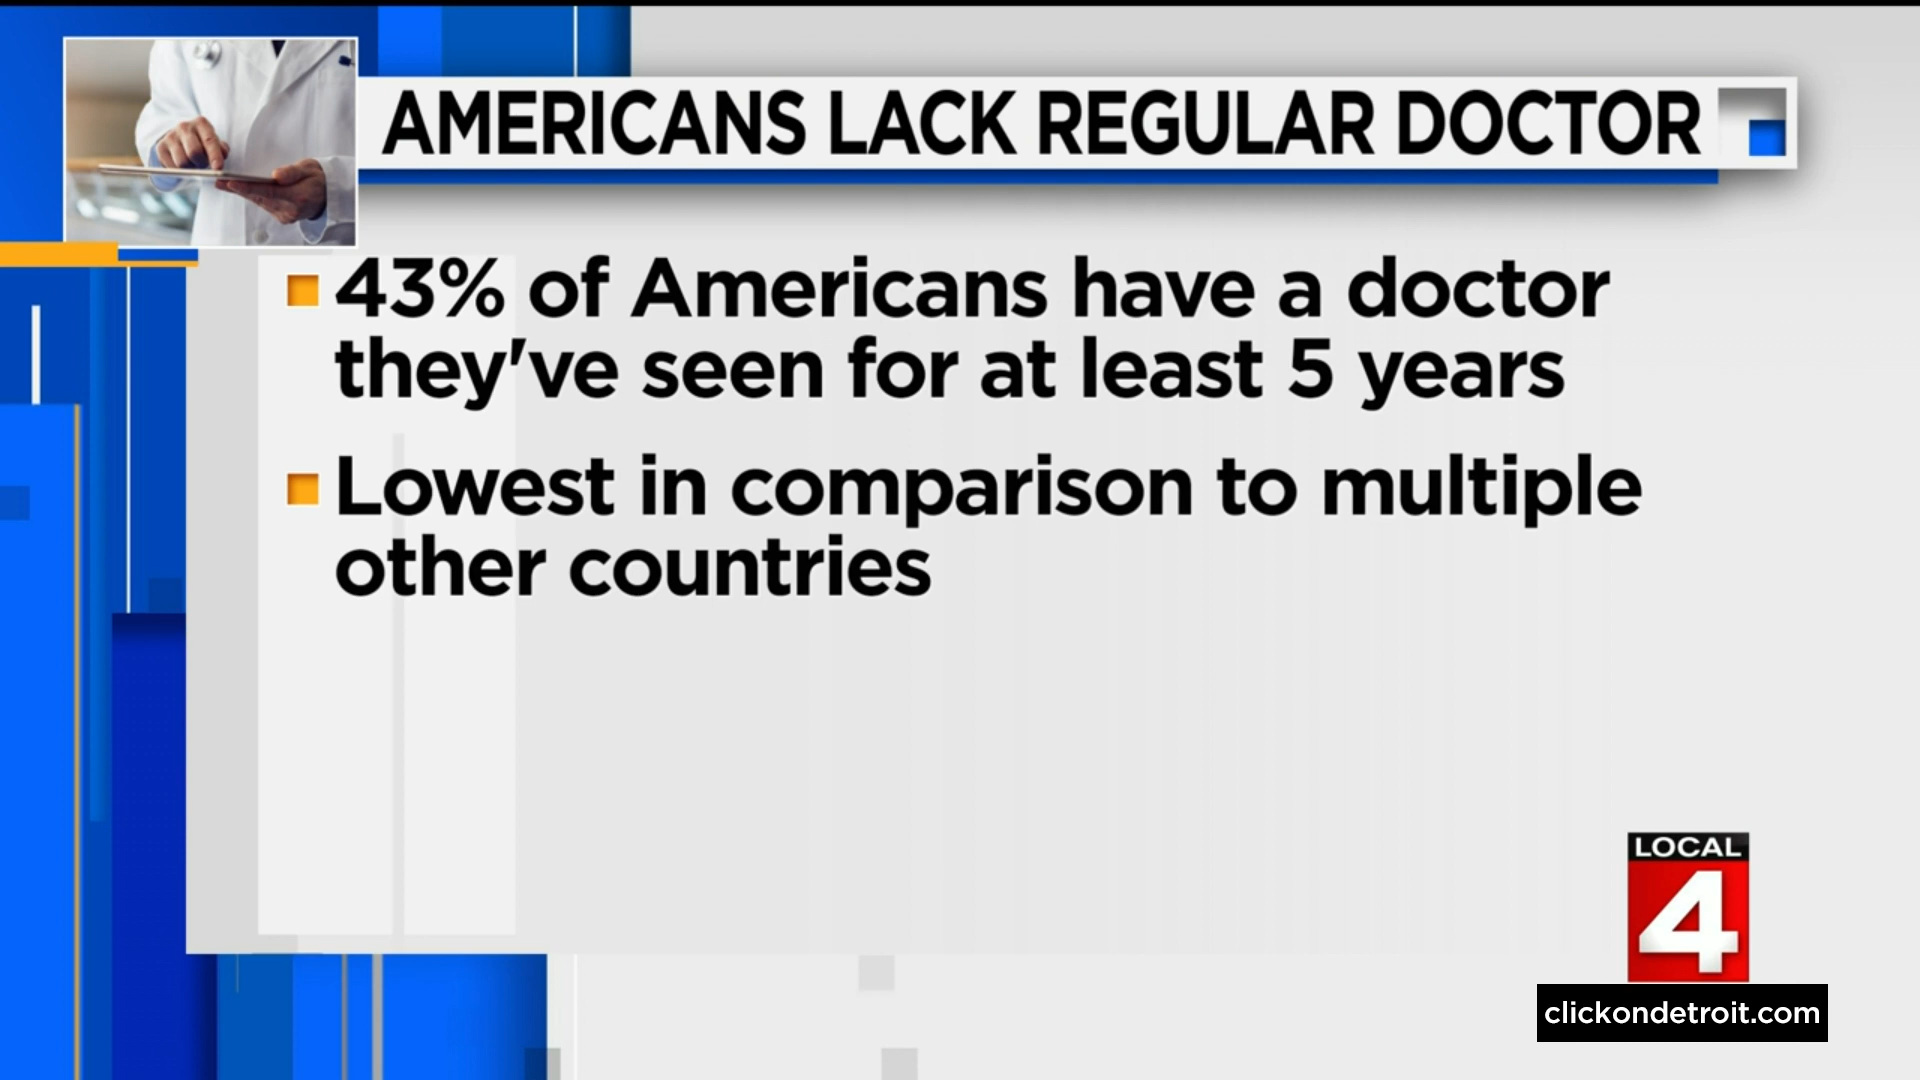 AMERICANS LACK REGULAR DOCTOR
43% of Americans have a doctor
they've seen for at least 5 years
Lowest in comparison to multiple
other countries
LOCAL
4
clickondetroit.com